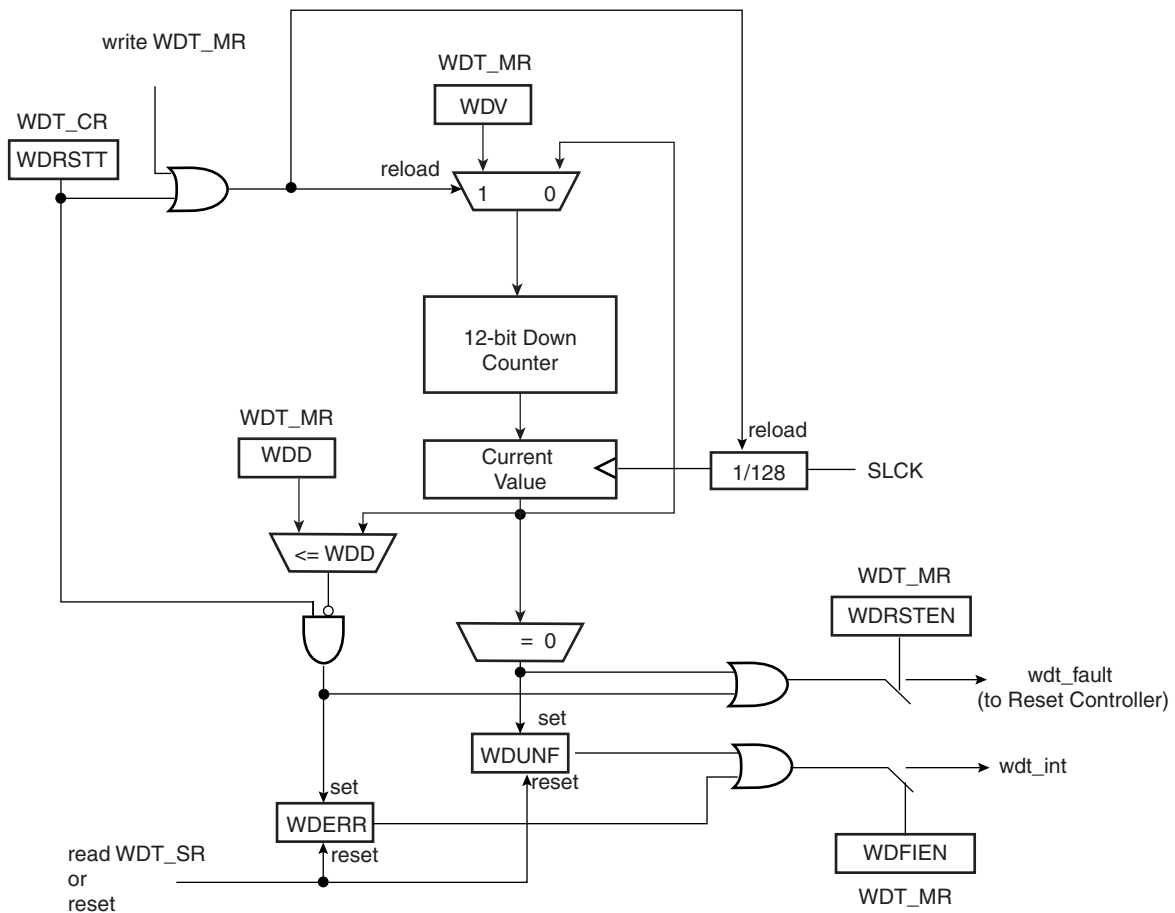 write WDT_MR
WDT_MR
WDV
WDT_CR
WDRSTT
reload
1 0
12-bit Down
Counter
WDT_MR
WDD
Current
Value
reload
1/128
SLCK
<= WDD
WDT_MR
WDRSTEN
= 0
wdt_fault
(to Reset Controller)
set
WDUNF
reset
wdt_int
set
WDERR
reset
WDFIEN
WDT_MR
read WDT_SR
or
reset